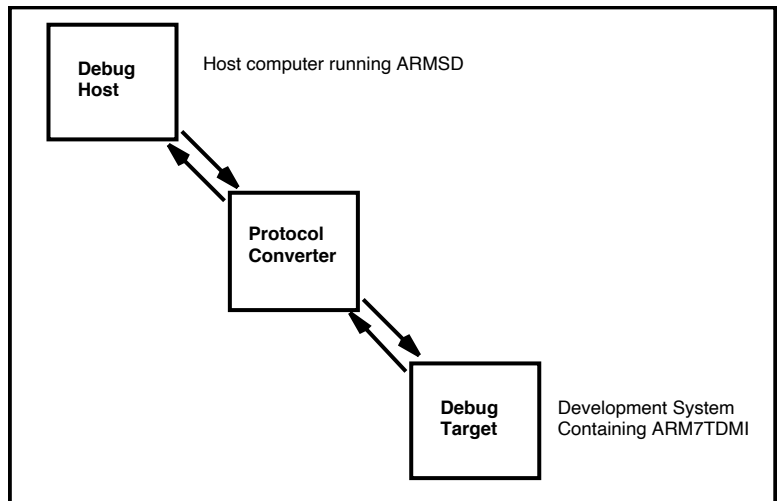 Debug
Host
Host computer running ARMSD
Protocol
Converter
Debug
Target
Development System
Containing ARM7TDMI